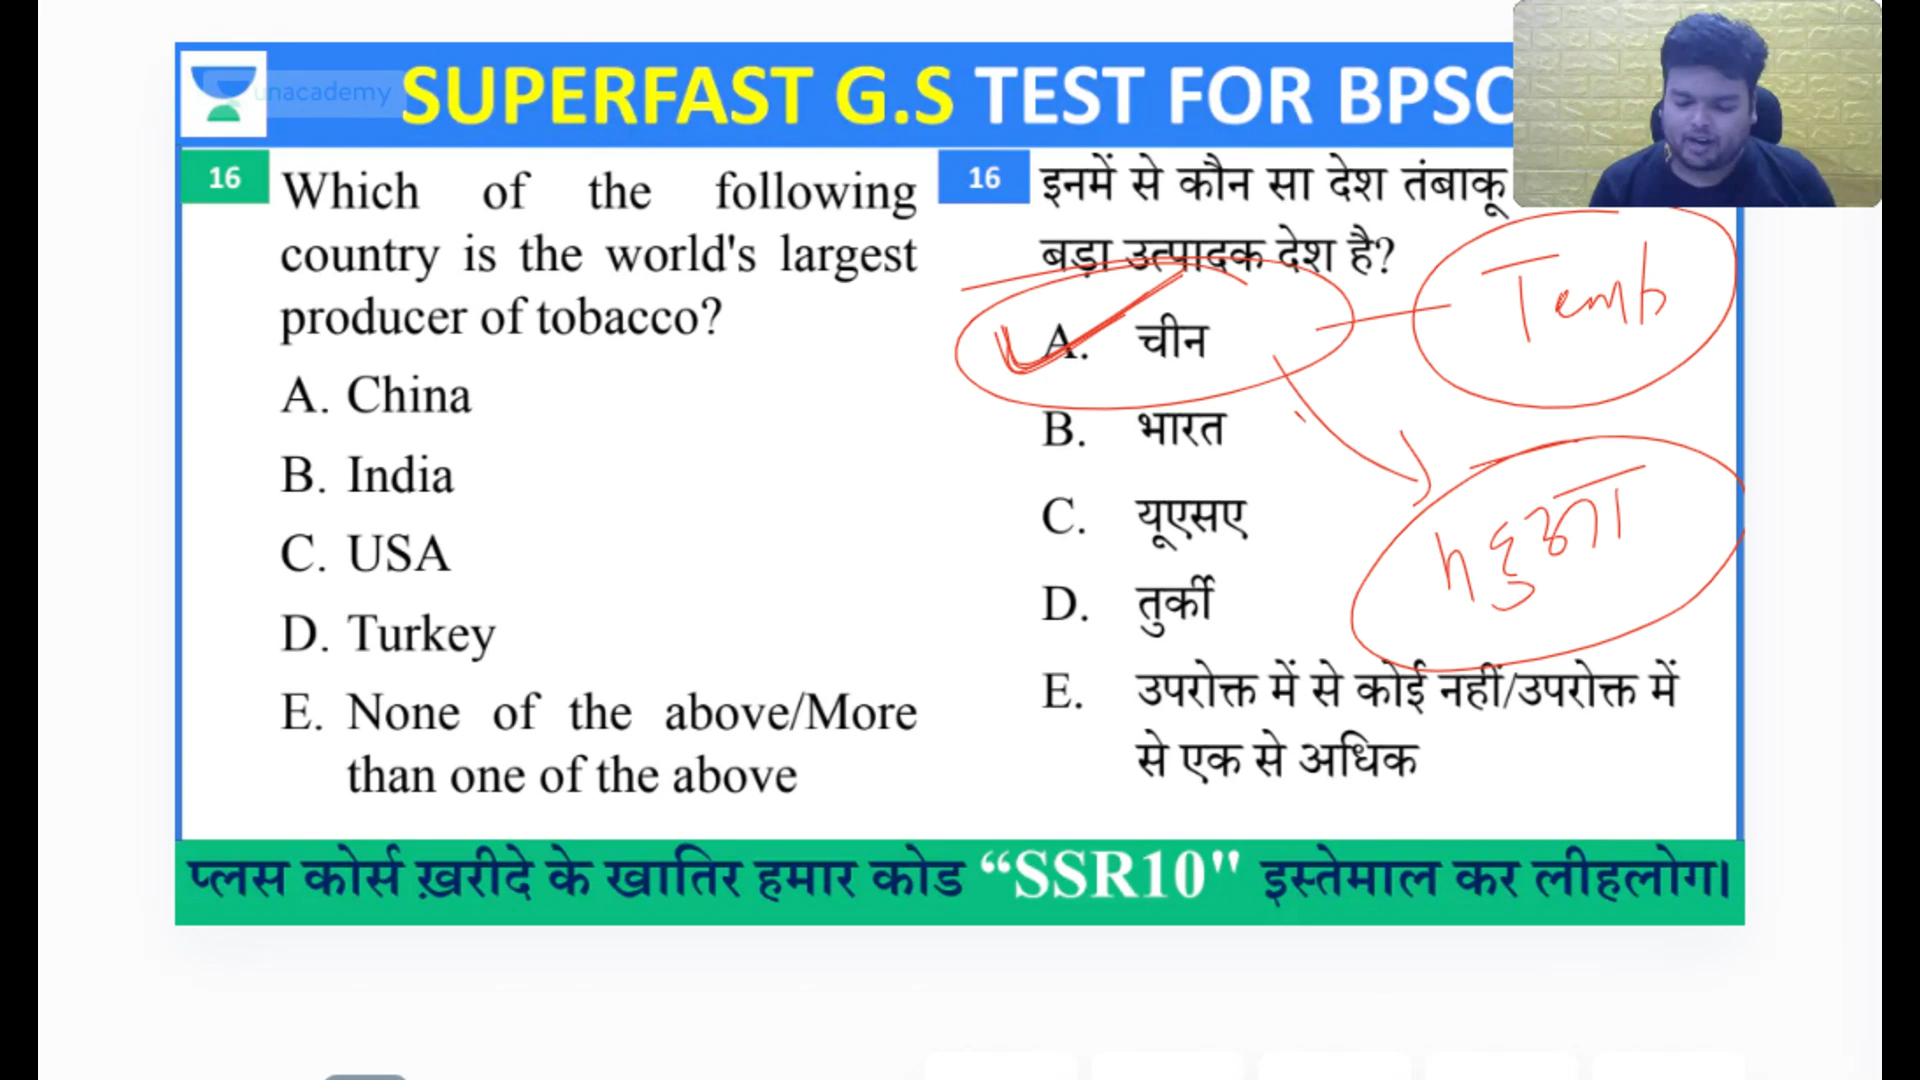 unacademy
SUPERFAST G.S TEST FOR BPSC
16
Which of the following
country is the world's largest
producer of tobacco?
A. China
B. India
C. USA
D. Turkey
E. None of the above/More
than one of the above
16
इनमें से कौन सा देश तंबाकू
बड़ा उत्पादक देश है?
A. चीन
B. भारत
C. यूएसए
D. तुर्की
E. उपरोक्त में से कोई नहीं/उपरोक्त में
से एक से अधिक
Temb
प्लस कोर्स ख़रीदे के खातिर हमार कोड “SSR10" इस्तेमाल कर लीहलोग।